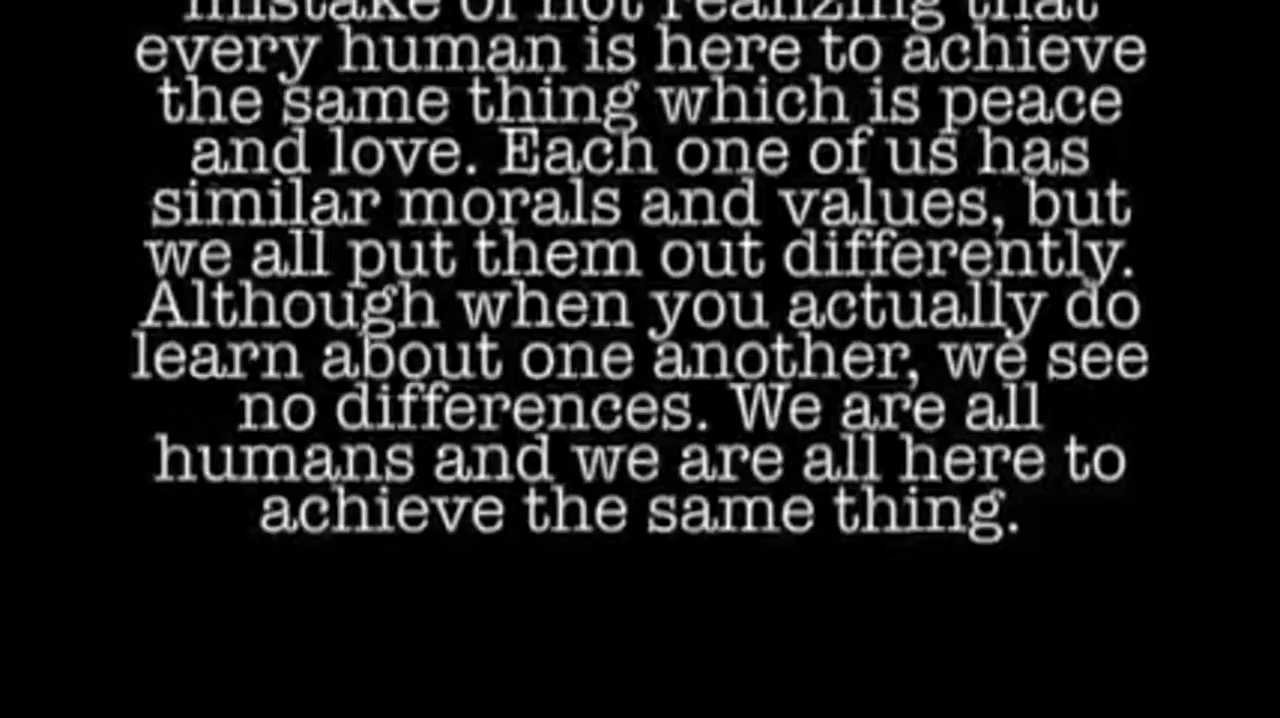 mistake of not realizing that
every human is here to achieve
the same thing which is peace
and love. Each one of us has
similar morals and values, but
we all put them out differently.
Although when you actually do
learn about one another, we see
no differences. We are all
humans and we are all here to
achieve the same thing.